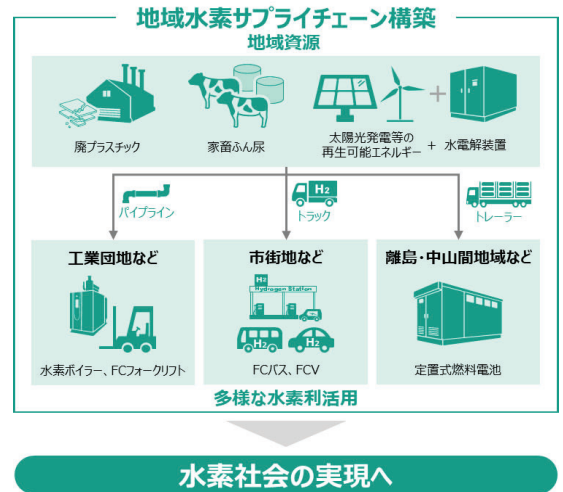 地域水素サプライチェーン構築
地域資源
廃プラスチック
家畜ふん尿
太陽光発電等の
再生可能エネルギー
+
+ 水電解装置
パイプライン
H2
トラック
トレーラー
工業団地など
水素ボイラー、FCフォークリフト
市街地など
H2
Hydrogen Station
H2
H2
FCバス、FCV
離島・中山間地域など
定置式燃料電池
多様な水素利活用
水素社会の実現へ